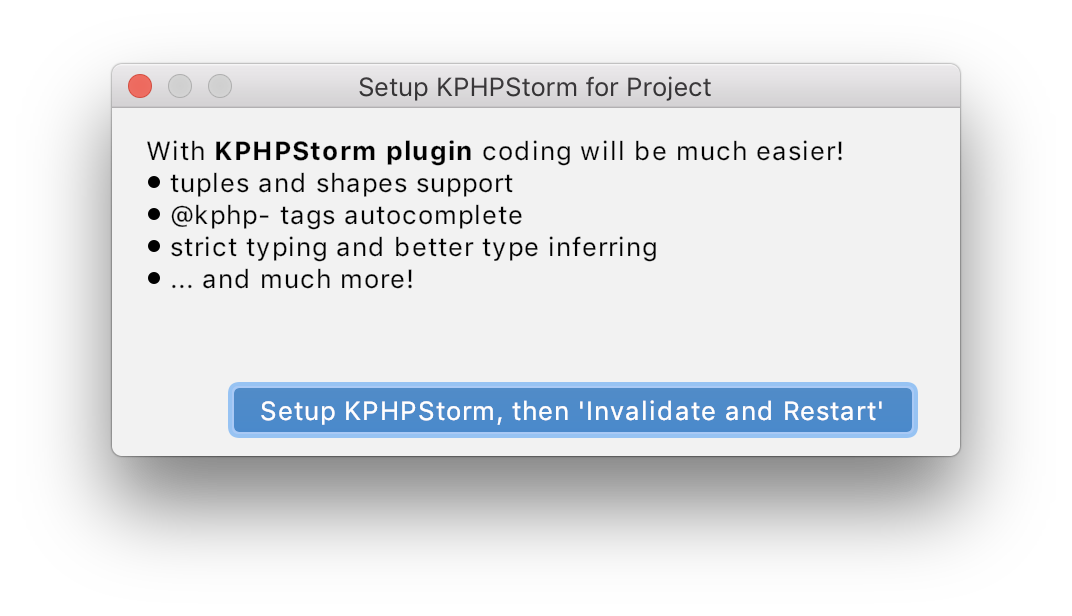 Setup KPHPStorm for Project
With KPHPStorm plugin coding will be much easier!
● tuples and shapes support
● @kphp- tags autocomplete
● strict typing and better type inferring
● ... and much more!
Setup KPHPStorm, then 'Invalidate and Restart'